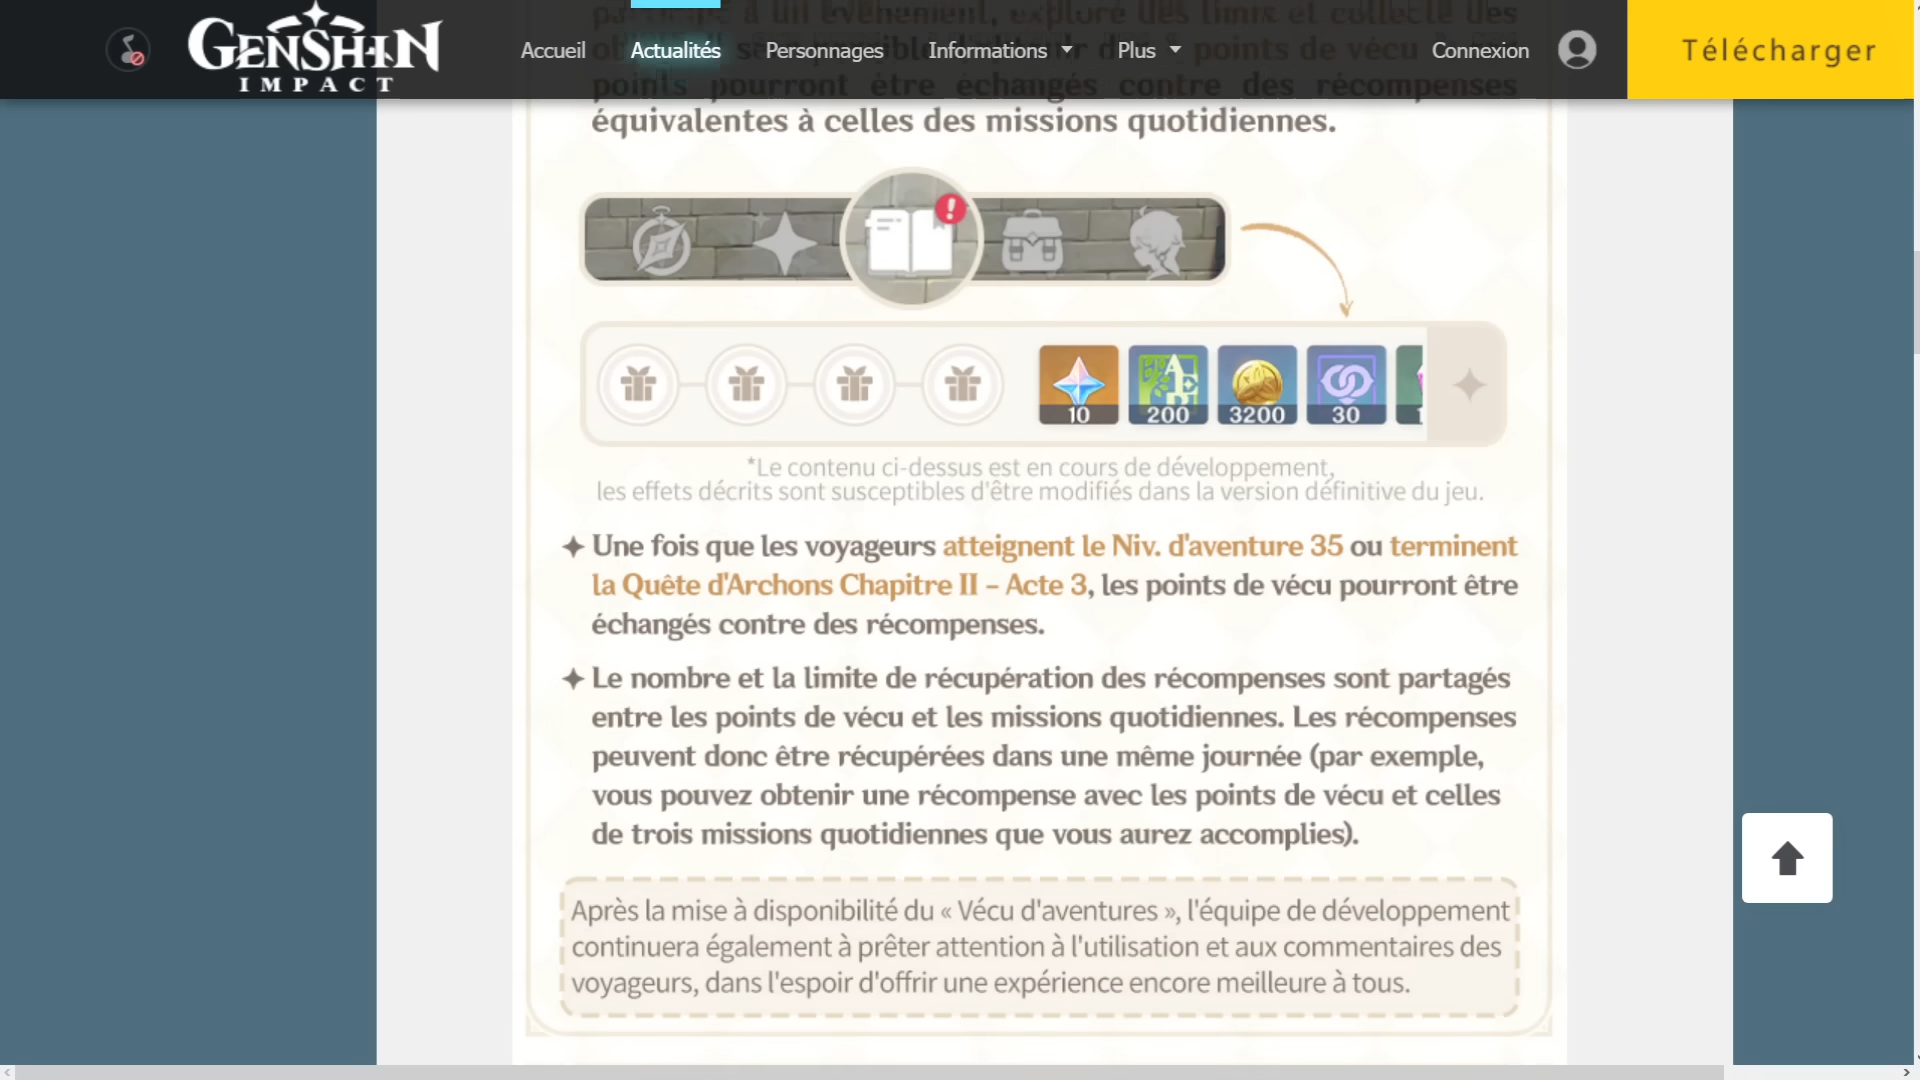 GENSHIN
IMPACT
Accueil
Actualités
Personnages
Informations
Plus
Connexion
Télécharger
points pourront être échangés contre des récompenses
équivalentes à celles des missions quotidiennes.
!
10
200
3200
30
*Le contenu ci-dessus est en cours de développement,
les effets décrits sont susceptibles d'être modifiés dans la version définitive du jeu.
Une fois que les voyageurs atteignent le Niv. d'aventure 35 ou terminent
la Quête d'Archons Chapitre II – Acte 3, les points de vécu pourront être
échangés contre des récompenses.
Le nombre et la limite de récupération des récompenses sont partagés
entre les points de vécu et les missions quotidiennes. Les récompenses
peuvent donc être récupérées dans une même journée (par exemple,
vous pouvez obtenir une récompense avec les points de vécu et celles
de trois missions quotidiennes que vous aurez accomplies).
Après la mise à disponibilité du « Vécu d'aventures », l'équipe de développement
continuera également à prêter attention à l'utilisation et aux commentaires des
voyageurs, dans l'espoir d'offrir une expérience encore meilleure à tous.